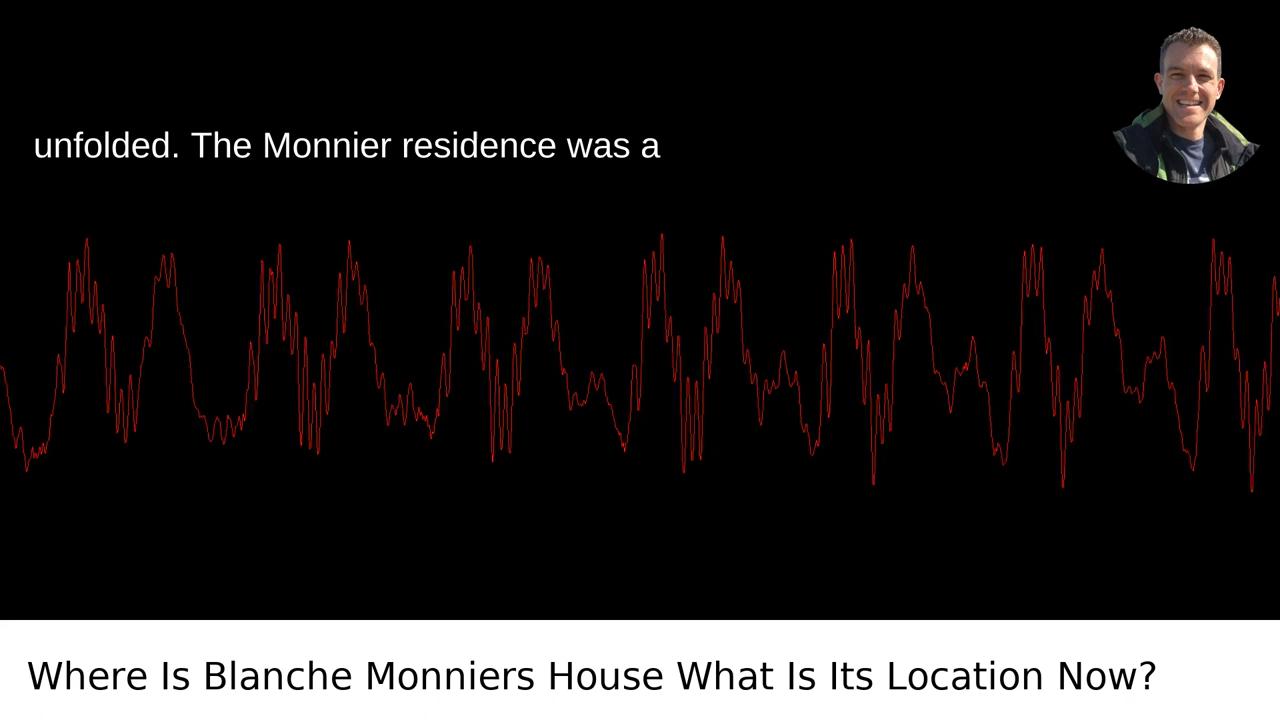 unfolded. The Monnier residence was a
Where Is Blanche Monniers House What Is Its Location Now?